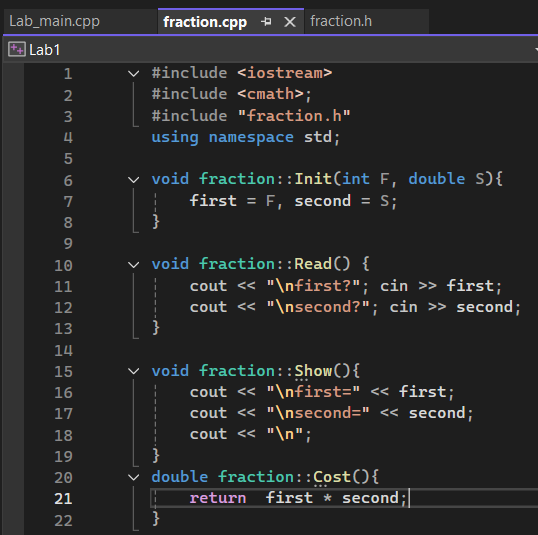 Lab_main.cpp fraction.cpp fraction.h
Lab1
1 #include <iostream>
2 #include <cmath>;
3 #include "fraction.h"
4 using namespace std;
5
6 void fraction::Init(int F, double S){
7 first = F, second = S;
8 }
9
10 void fraction::Read() {
11 cout << "\nfirst?"; cin >> first;
12 cout << "\nsecond?"; cin >> second;
13 }
14
15 void fraction::Show(){
16 cout << "\nfirst=" << first;
17 cout << "\nsecond=" << second;
18 cout << "\n";
19 }
20 double fraction::Cost(){
21 return  first * second;
22 }